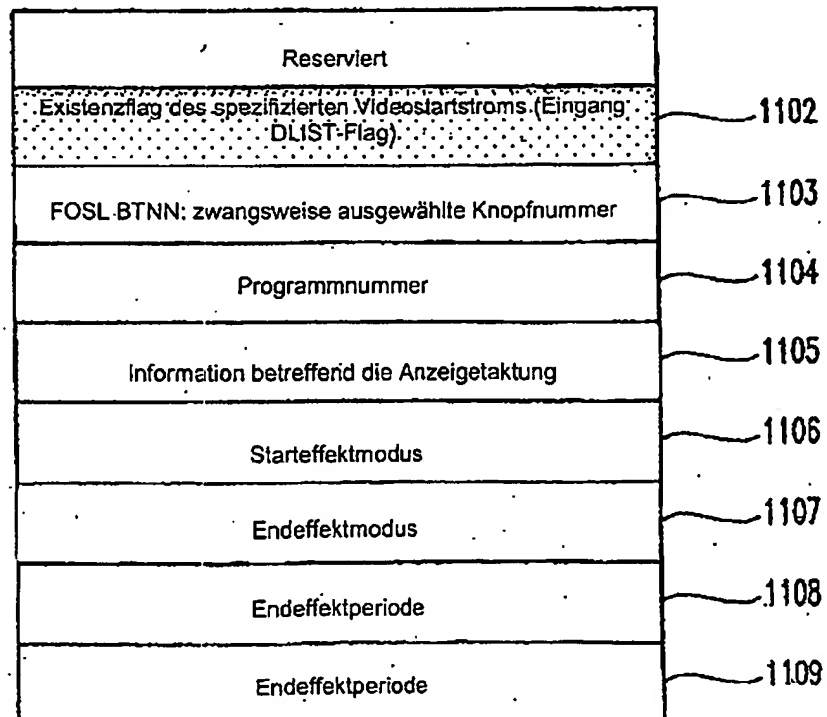 Reserviert
Existenzflag des spezifizierten Videostartstroms (Eingang
DLIST-Flag)
1102
FOSL BTNN: zwangsweise ausgewählte Knopfnummer
1103
Programmnummer
1104
Information betreffend die Anzeigetaktung
1105
Starteffektmodus
1106
Endeffektmodus
1107
Endeffektperiode
1108
Endeffektperiode
1109